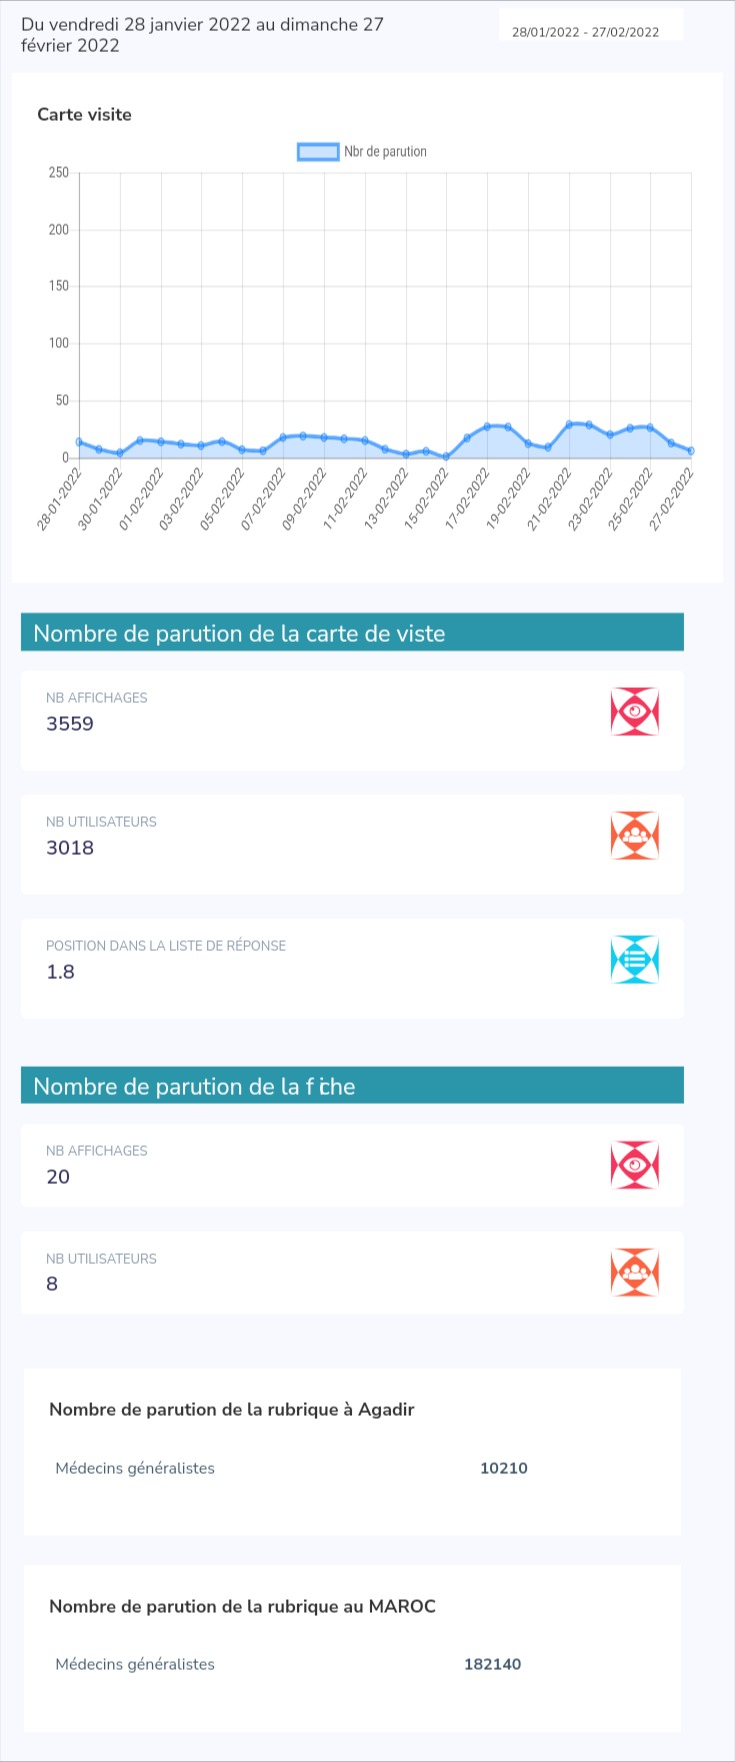 Du vendredi 28 janvier 2022 au dimanche 27
février 2022
28/01/2022 - 27/02/2022
Carte visite
Nbr de parution
250
200
150
100
50
0
28-01-2022
30-01-2022
01-02-2022
03-02-2022
05-02-2022
07-02-2022
09-02-2022
11-02-2022
13-02-2022
15-02-2022
17-02-2022
19-02-2022
21-02-2022
23-02-2022
25-02-2022
27-02-2022
Nombre de parution de la carte de viste
NB AFFICHAGES
3559
NB UTILISATEURS
3018
POSITION DANS LA LISTE DE RÉPONSE
1.8
Nombre de parution de la fiche
NB AFFICHAGES
20
NB UTILISATEURS
8
Nombre de parution de la rubrique à Agadir
Médecins généralistes 10210
Nombre de parution de la rubrique au MAROC
Médecins généralistes 182140